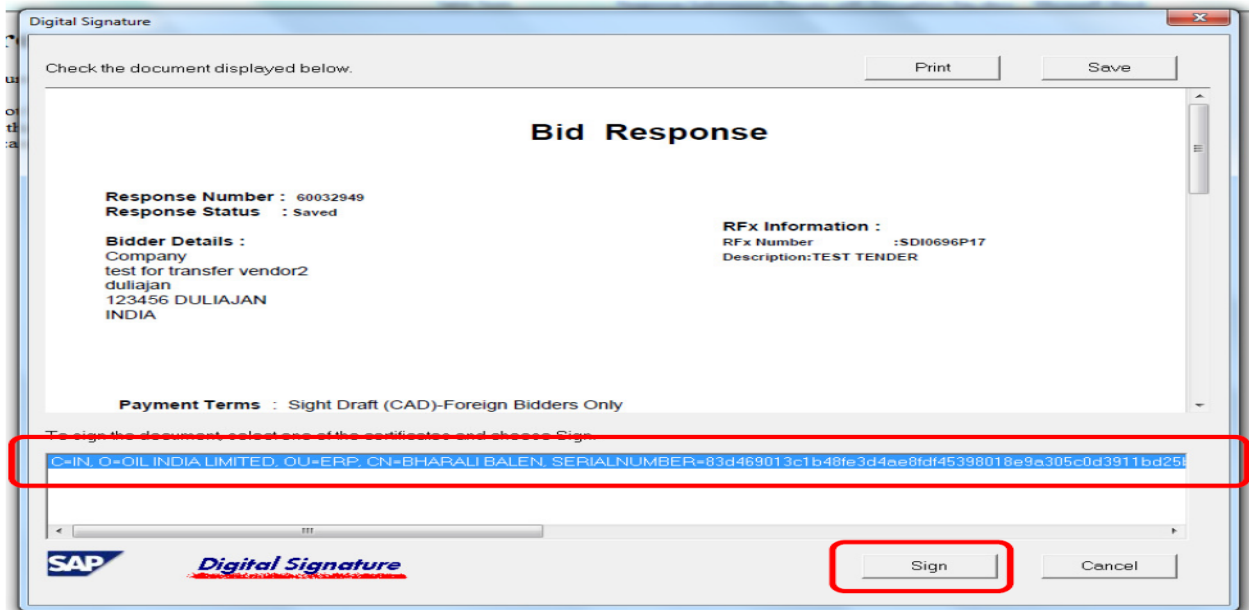 Digital Signature
Check the document displayed below.
Print
Save
Bid Response
Response Number : 60032949
Response Status : Saved
RFx Information :
Bidder Details :
RFx Number :SDI0696P17
Company
Description:TEST TENDER
test for transfer vendor2
duliajan
123456 DULIAJAN
INDIA
Payment Terms : Sight Draft (CAD)-Foreign Bidders Only
To sign the document, select one of the certificates and choose Sign.
C=IN, O=OIL INDIA LIMITED, OU=ERP, CN=BHARALI BALEN, SERIALNUMBER=83d469013c1b48fe3d4ae8fdf45398018e9a305c0d3911bd25
SAP
Digital Signature
Sign
Cancel